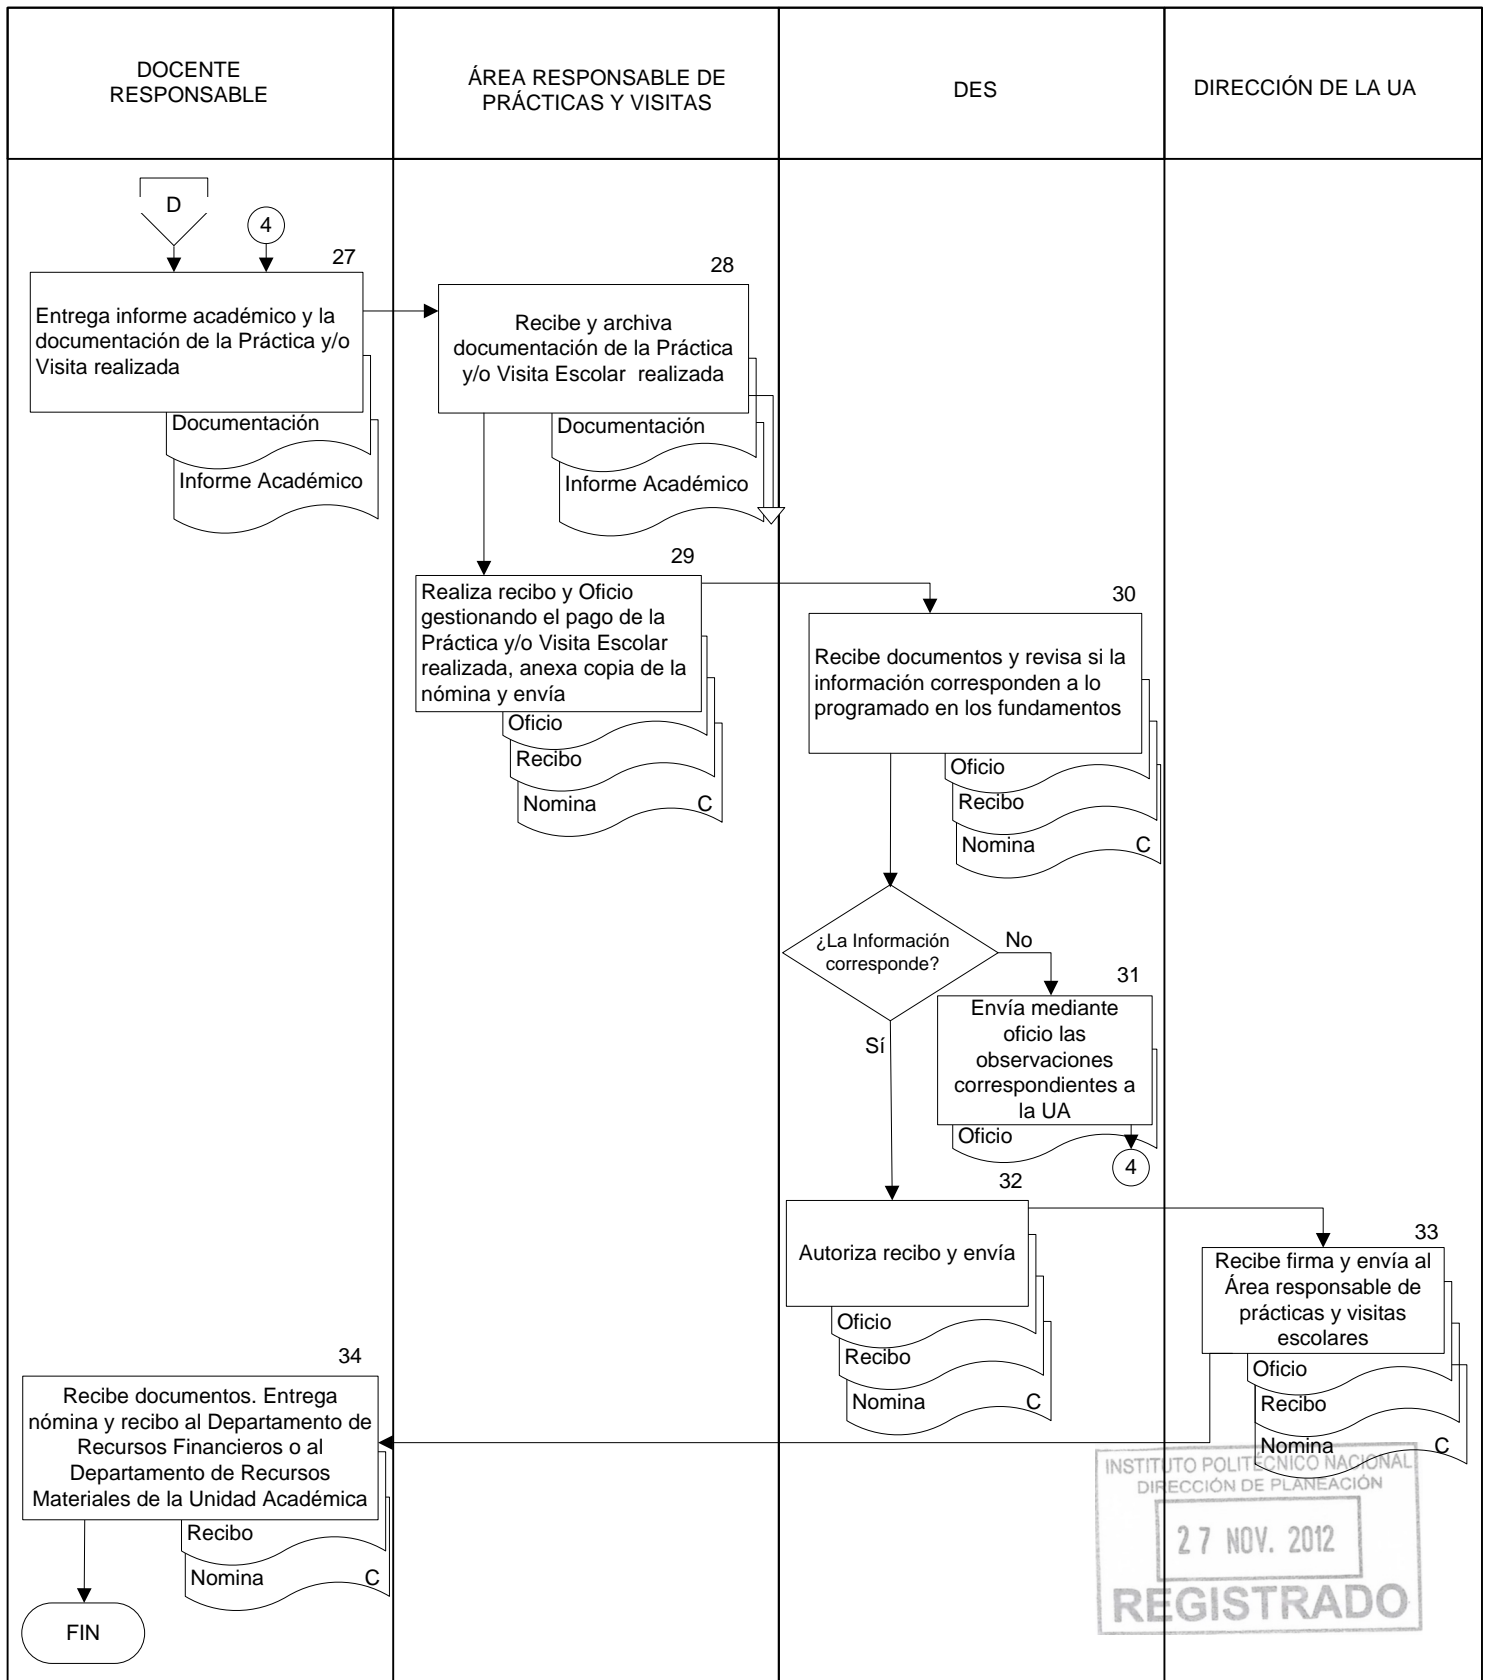 DOCENTE
RESPONSABLE
ÁREA RESPONSABLE DE
PRÁCTICAS Y VISITAS
DES
DIRECCIÓN DE LA UA
D
4
27
Entrega informe académico y la
documentación de la Práctica y/o
Visita realizada
Documentación
Informe Académico
28
Recibe y archiva
documentación de la Práctica
y/o Visita Escolar realizada
Documentación
Informe Académico
29
Realiza recibo y Oficio
gestionando el pago de la
Práctica y/o Visita Escolar
realizada, anexa copia de la
nómina y envía
Oficio
Recibo
Nomina C
30
Recibe documentos y revisa si la
información corresponden a lo
programado en los fundamentos
Oficio
Recibo
Nomina C
¿La Información
corresponde?
No
Sí
31
Envía mediante
oficio las
observaciones
correspondientes a
la UA
Oficio
4
32
Autoriza recibo y envía
Oficio
Recibo
Nomina C
33
Recibe firma y envía al
Área responsable de
prácticas y visitas
escolares
Oficio
Recibo
Nomina C
34
Recibe documentos. Entrega
nómina y recibo al Departamento de
Recursos Financieros o al
Departamento de Recursos
Materiales de la Unidad Académica
Recibo
Nomina C
FIN
INSTITUTO POLITÉCNICO NACIONAL
DIRECCIÓN DE PLANEACIÓN
27 NOV. 2012
REGISTRADO